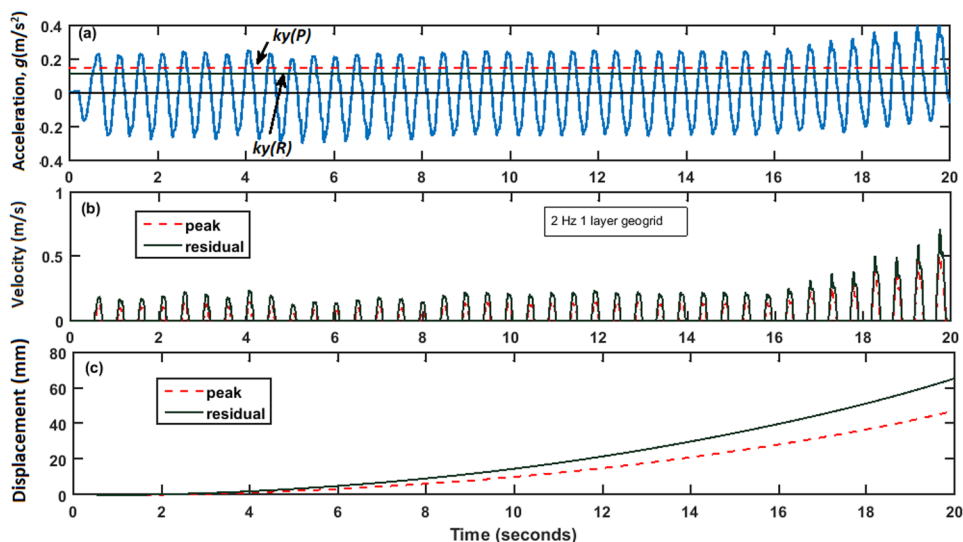 (a)
ky(P)
ky(R)
Acceleration, g(m/s²)
0.4
0.2
0
0.2
0.4
0 2 4 6 8 10 12 14 16 18 20
(b)
peak
residual
2 Hz 1 layer geogrid
Velocity (m/s)
1
0.5
0
0 2 4 6 8 10 12 14 16 18 20
(c)
peak
residual
Displacement (mm)
80
60
40
20
0
0 2 4 6 8 10 12 14 16 18 20
Time (seconds)